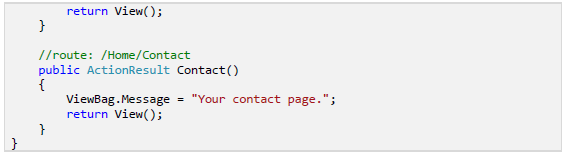 return View();
    }

    //route: /Home/Contact
    public ActionResult Contact()
    {
        ViewBag.Message = "Your contact page.";
        return View();
    }
}